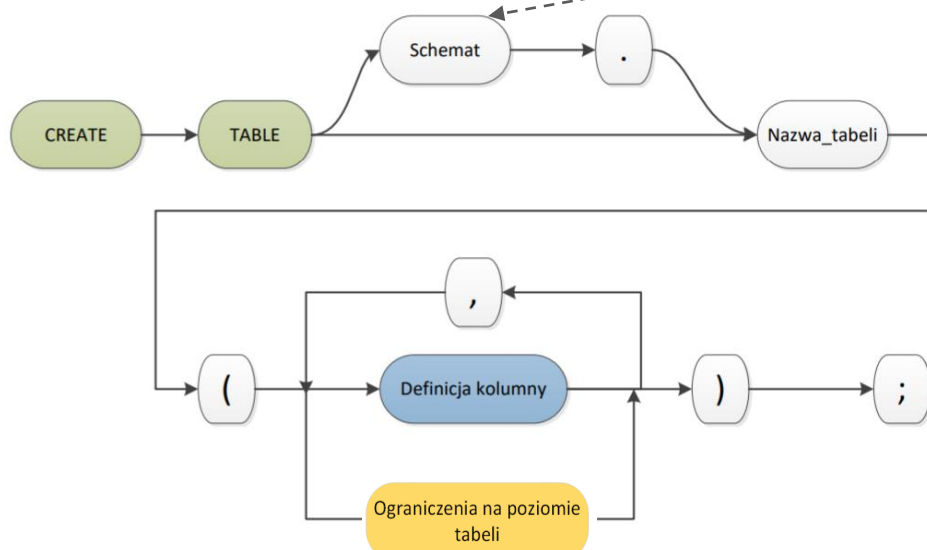 Schemat .
CREATE TABLE Nazwa_tabeli
,
( Definicja kolumny ) ;
Ograniczenia na poziomie
tabeli